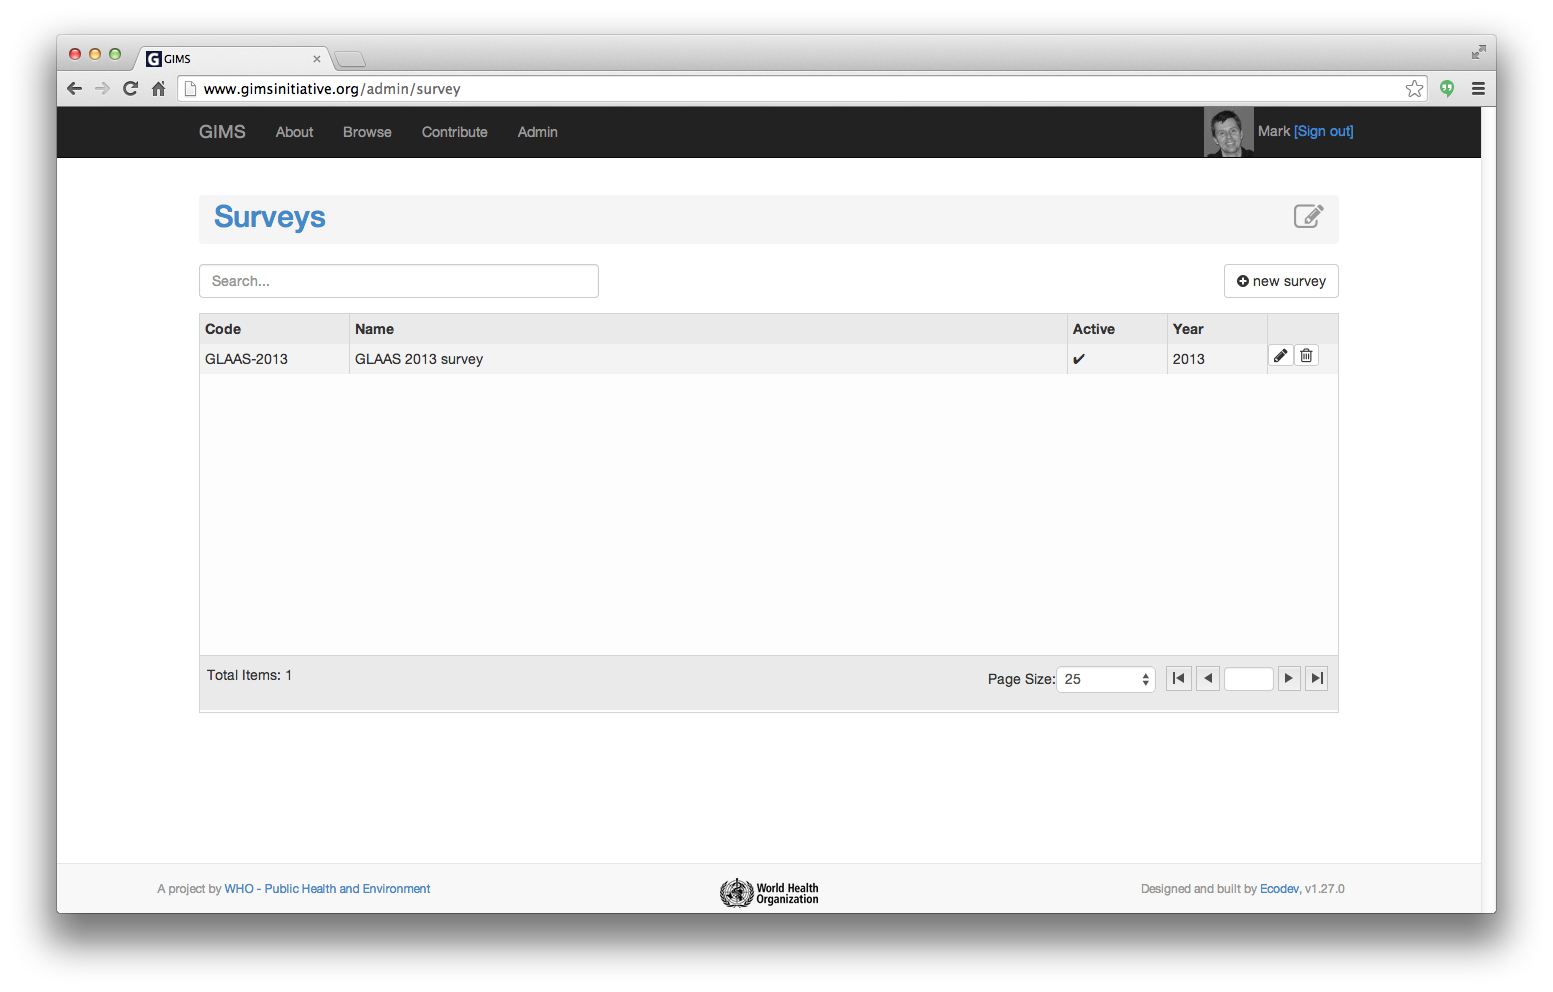 GIMS
www.gimsinitiative.org/admin/survey
GIMS About Browse Contribute Admin Mark [Sign out]
Surveys
Search... new survey
Code Name Active Year
GLAAS-2013 GLAAS 2013 survey ✔ 2013
Total Items: 1 Page Size: 25
A project by WHO - Public Health and Environment World Health Designed and built by Ecodev, v1.27.0
Organization